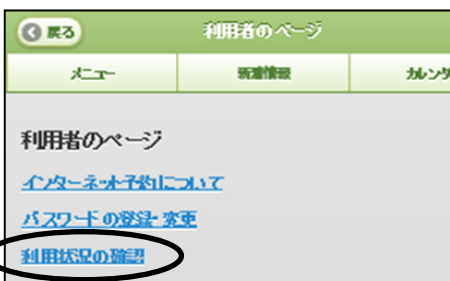 戻る 利用者のページ
メニュー 新着情報 カレンダ
利用者のページ
インターネット予約について
パスワードの登録・変更
利用状況の確認